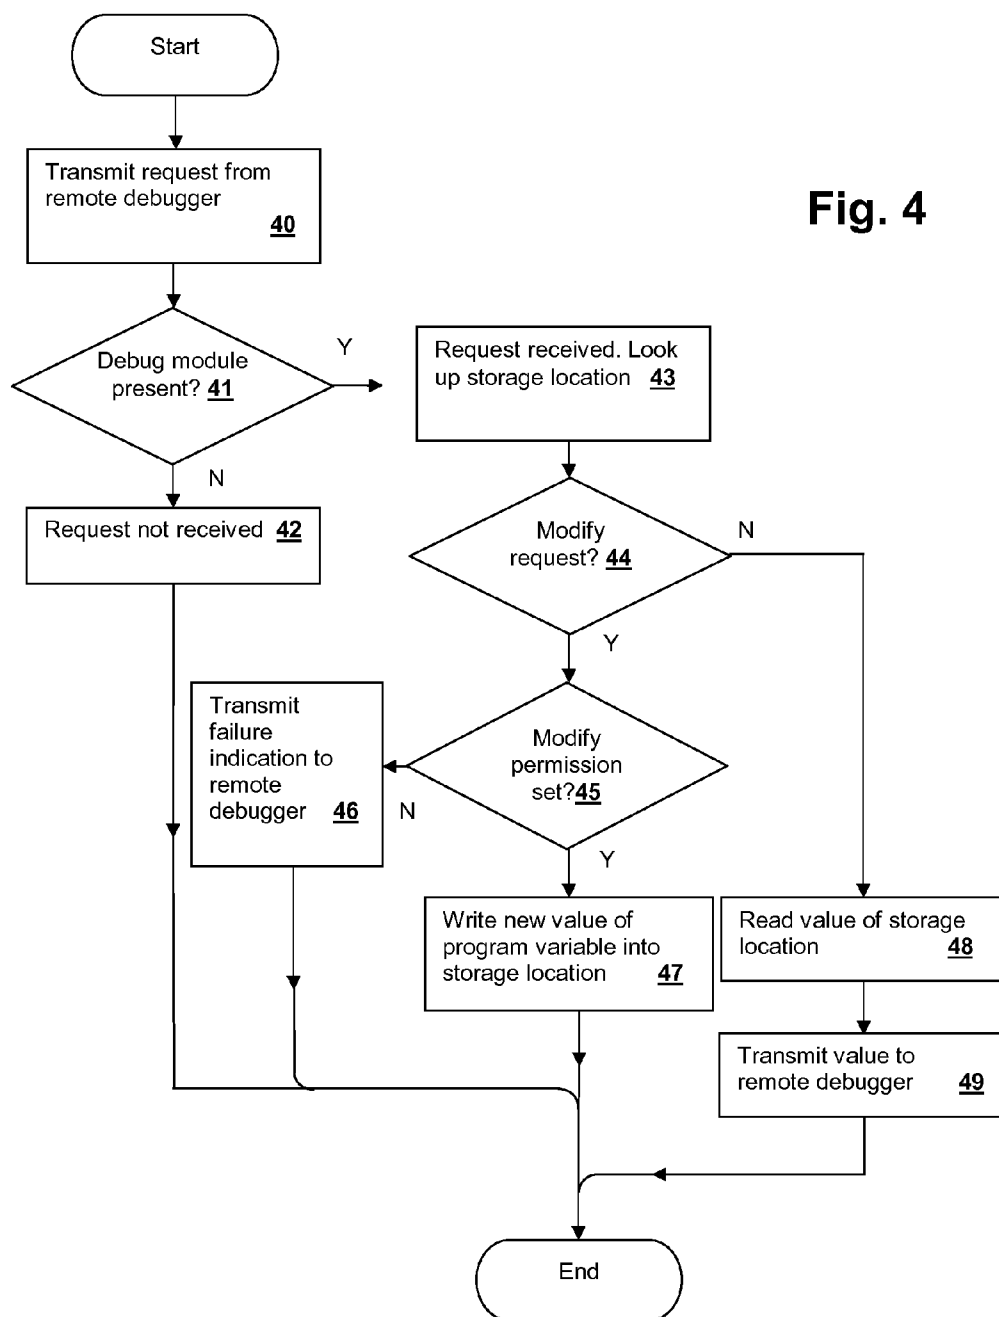 Start
Transmit request from
remote debugger
40
Fig. 4
Debug module
present? 41
Y
N
Request received. Look
up storage location 43
Request not received 42
Modify
request? 44
N
Y
Transmit
failure
indication to
remote
debugger 46
Modify
permission
set?45
N
Y
Write new value of
program variable into
storage location 47
Read value of storage
location 48
Transmit value to
remote debugger 49
End